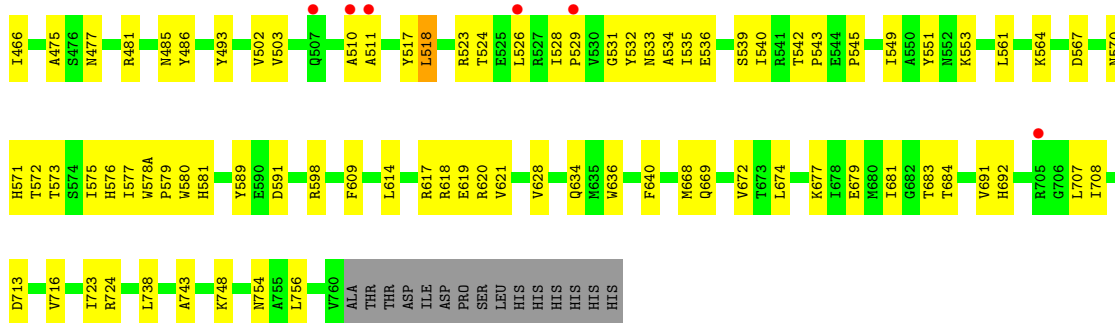 I466 A475 S476 N477 R481 N485 Y486 Y493 V502 V503 Q507 A510 A511 Y517 L518 R523 T524 E525 L526 R527 I528 P529 V530 G531 Y532 N533 A534 I535 E536 S539 I540 R541 T542 P543 E544 P545 I549 A550 Y551 N552 K553 L561 K564 D567 N570
H571 T572 T573 S574 I575 H576 I577 W578A P579 W580 H581 Y589 E590 D591 R598 F609 L614 R617 R618 E619 R620 V621 V628 Q634 M635 W636 F640 M668 Q669 V672 T673 L674 K677 I678 E679 M680 I681 G682 T683 T684 V691 H692 R705 G706 L707 I708
D713 V716 I723 R724 L738 A743 K748 N754 A755 L756 V760 ALA THR THR ASP ILE ASP PRO SER LEU HIS HIS HIS HIS HIS HIS